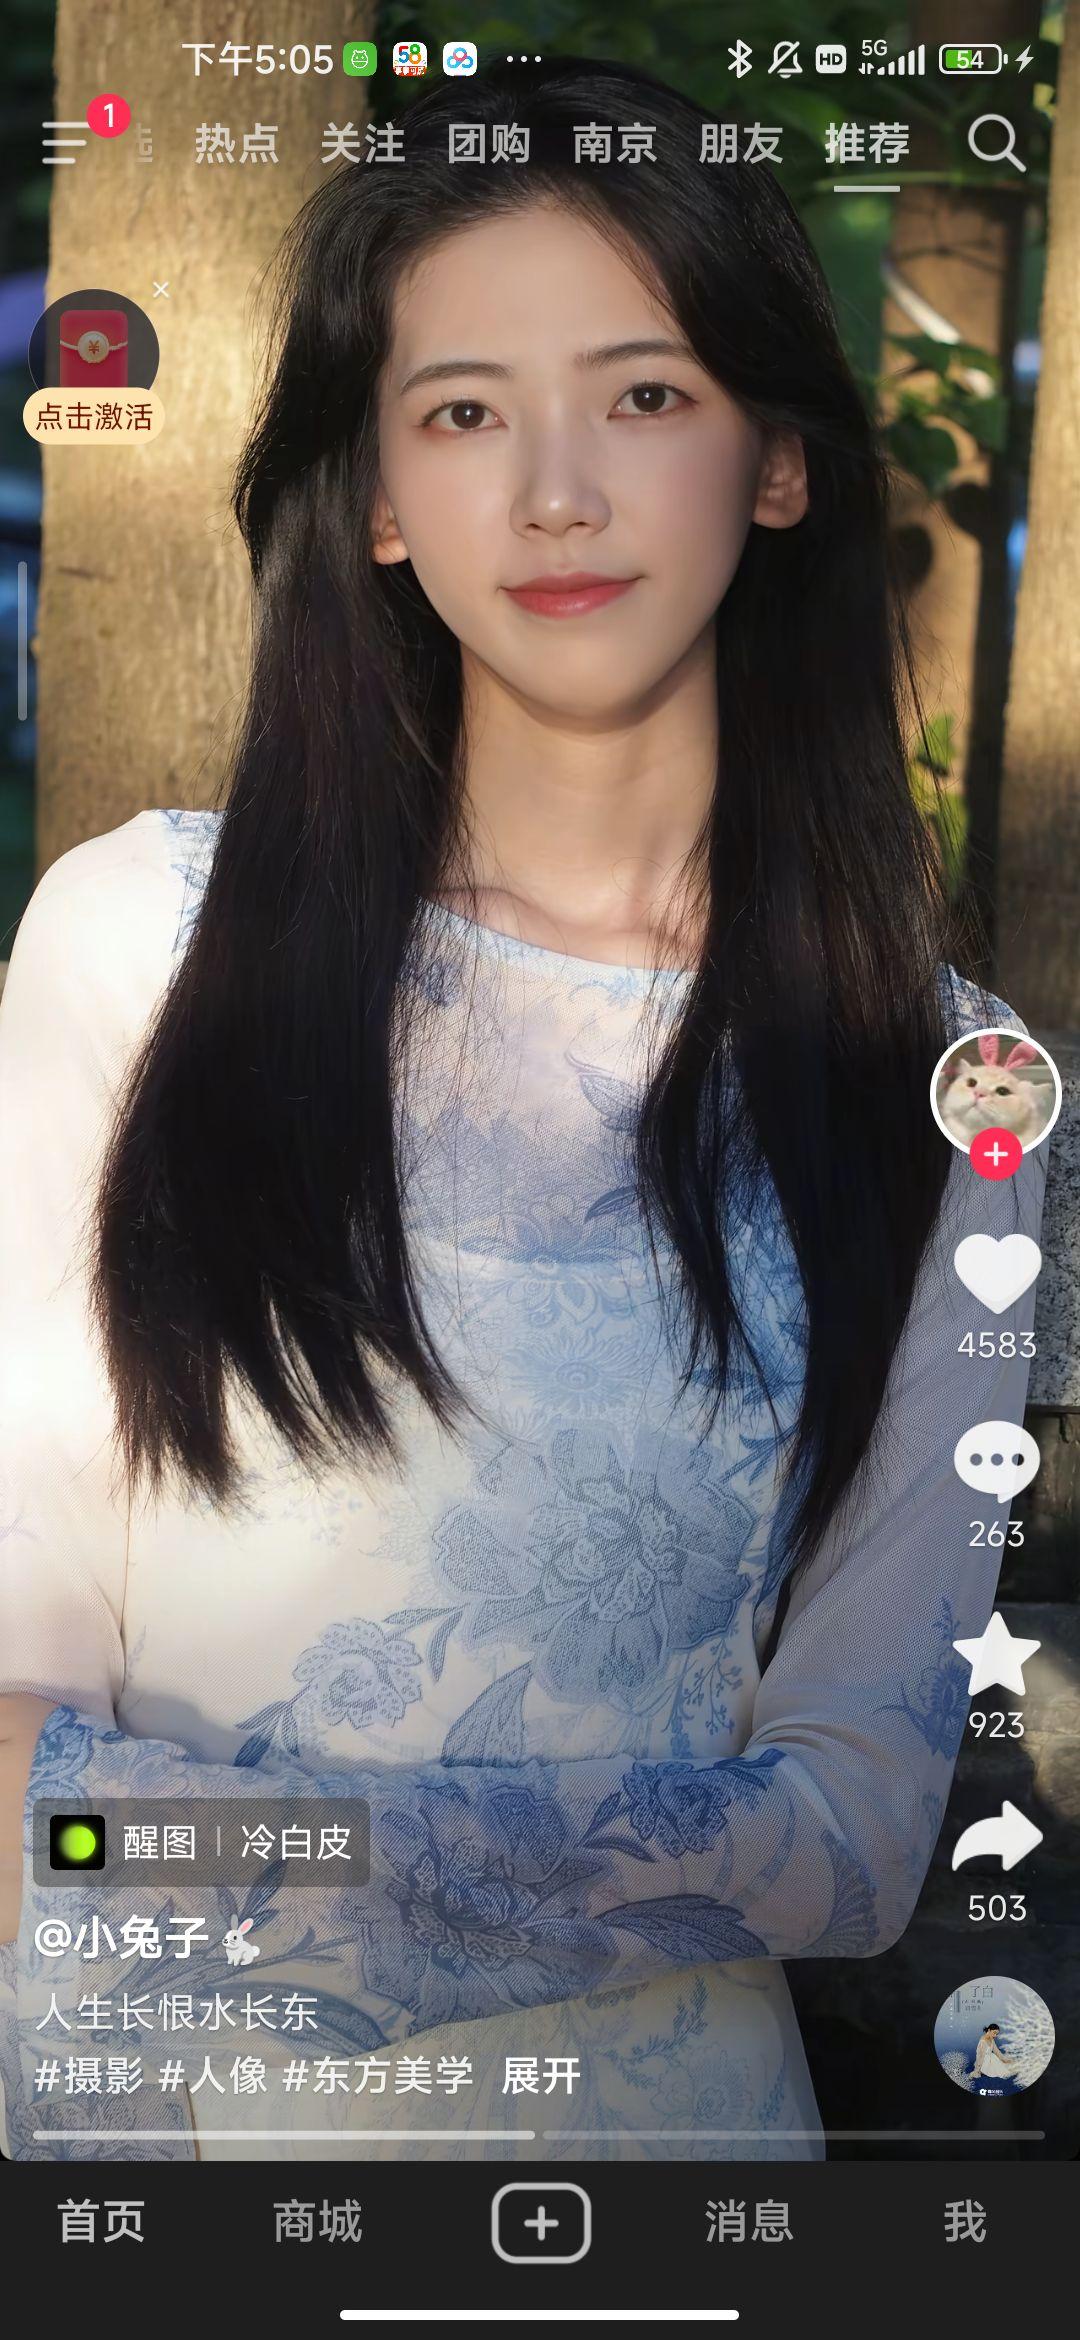 下午5:05
58
HD
5G
54
1
热点 关注 团购 南京 朋友 推荐
点击激活
4583
263
923
503
醒图 | 冷白皮
@小兔子🐇
人生长恨水长东
#摄影 #人像 #东方美学 展开
首页 商城 消息 我